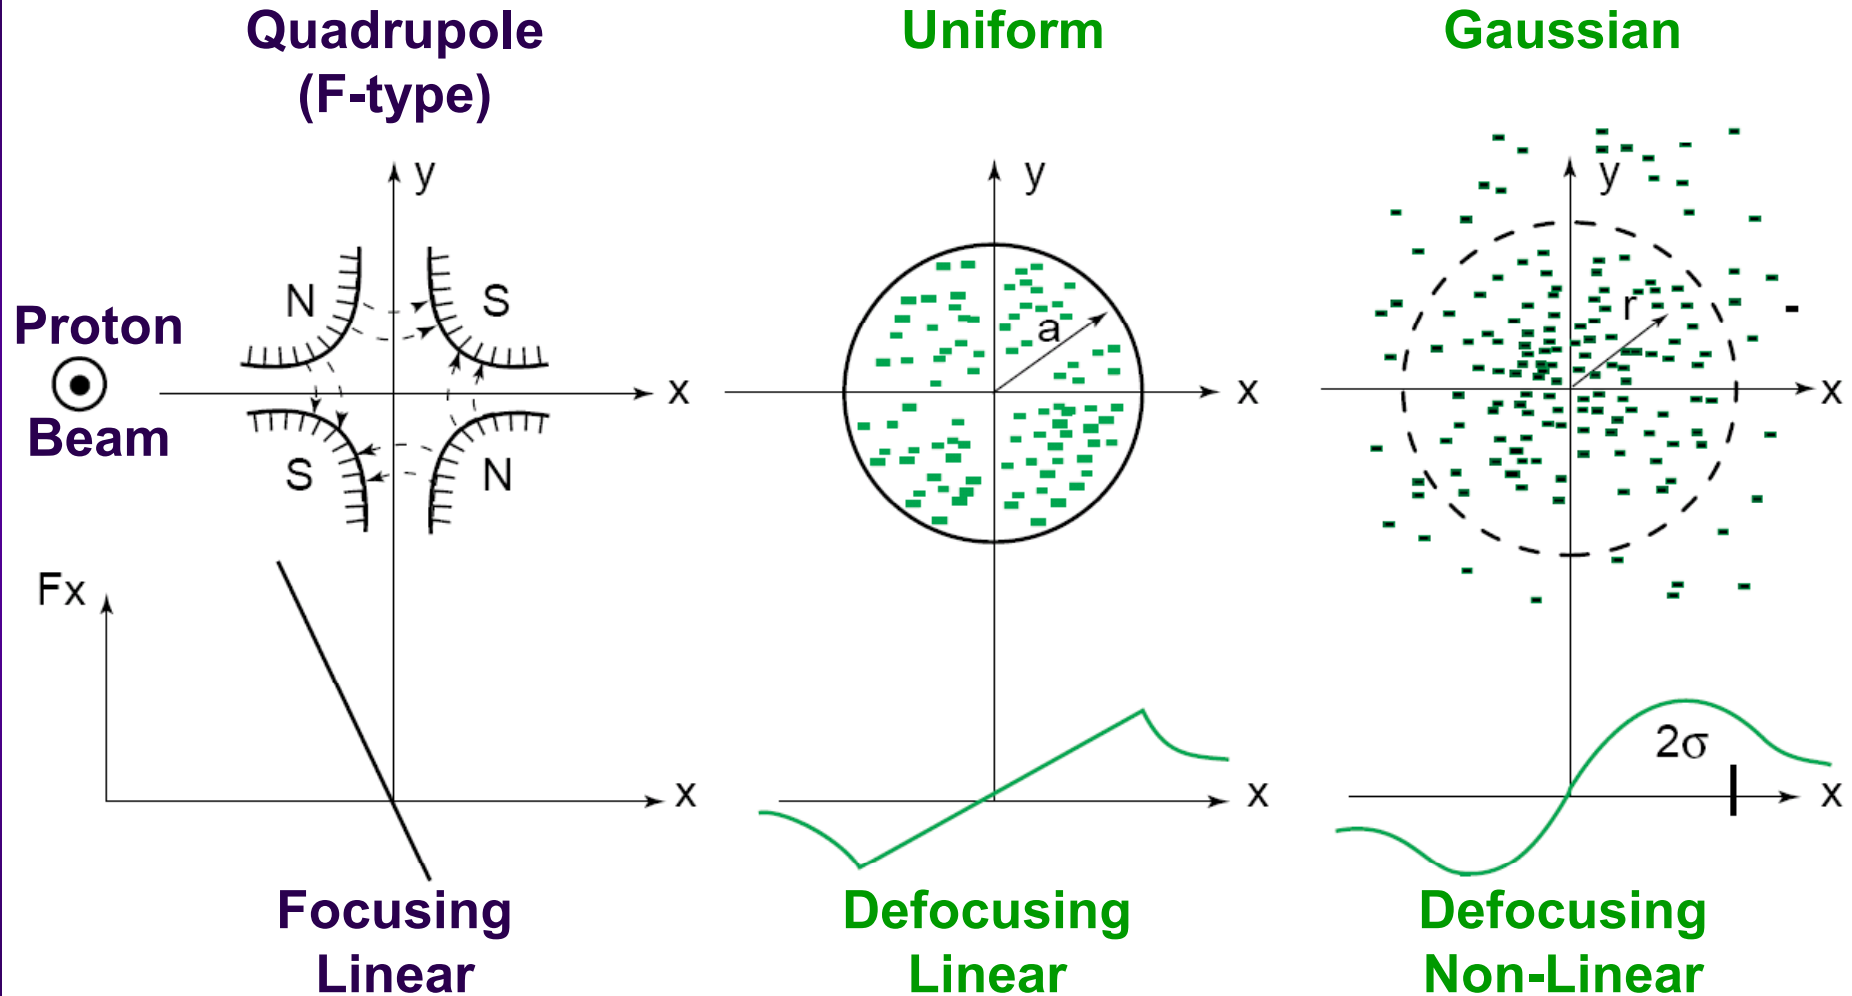 Quadrupole
(F-type)
Uniform
Gaussian
y
y
y
N
S
Proton
Beam
a
r
x
x
x
S
N
Fx
2σ
x
x
x
Focusing
Linear
Defocusing
Linear
Defocusing
Non-Linear